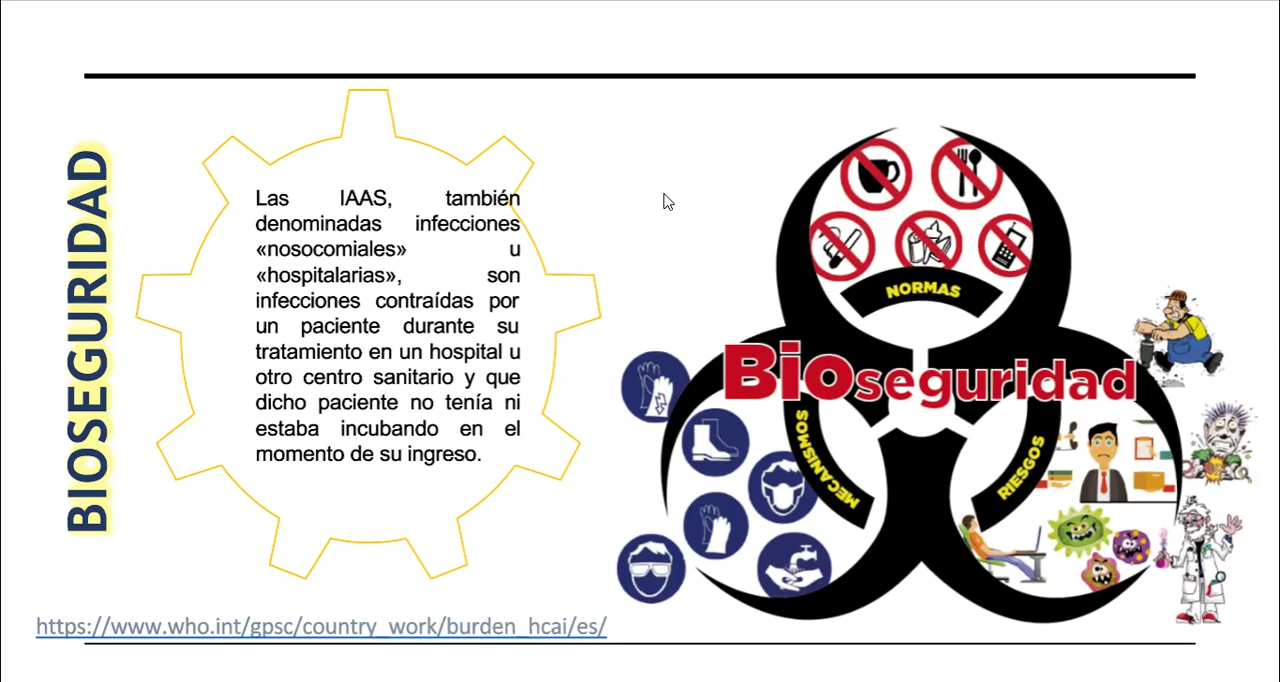 BIOSEGURIDAD
Las IAAS, también
denominadas infecciones
«nosocomiales» u
«hospitalarias», son
infecciones contraídas por
un paciente durante su
tratamiento en un hospital u
otro centro sanitario y que
dicho paciente no tenía ni
estaba incubando en el
momento de su ingreso.
https://www.who.int/gpsc/country_work/burden_hcai/es/
NORMAS
Bioseguridad
MECANISMOS
RIESGOS